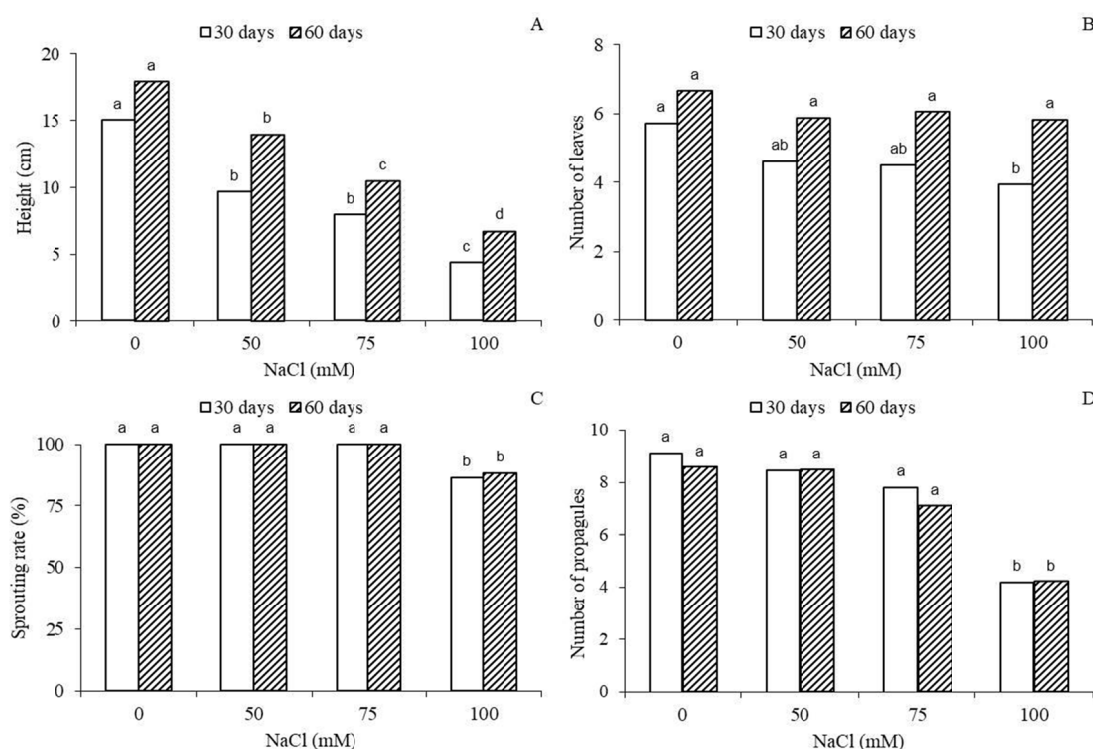 A
30 days 60 days
Height (cm)
20
15
10
5
0
a a
b b
b c
c d
0 50 75 100
NaCl (mM)
B
30 days 60 days
Number of leaves
8
6
4
2
0
a a
ab a
ab a
b a
0 50 75 100
NaCl (mM)
C
30 days 60 days
Sprouting rate (%)
100
75
50
25
0
a a
a a
a a
b b
0 50 75 100
NaCl (mM)
D
30 days 60 days
Number of propagules
10
8
6
4
2
0
a a
a a
a a
b b
0 50 75 100
NaCl (mM)